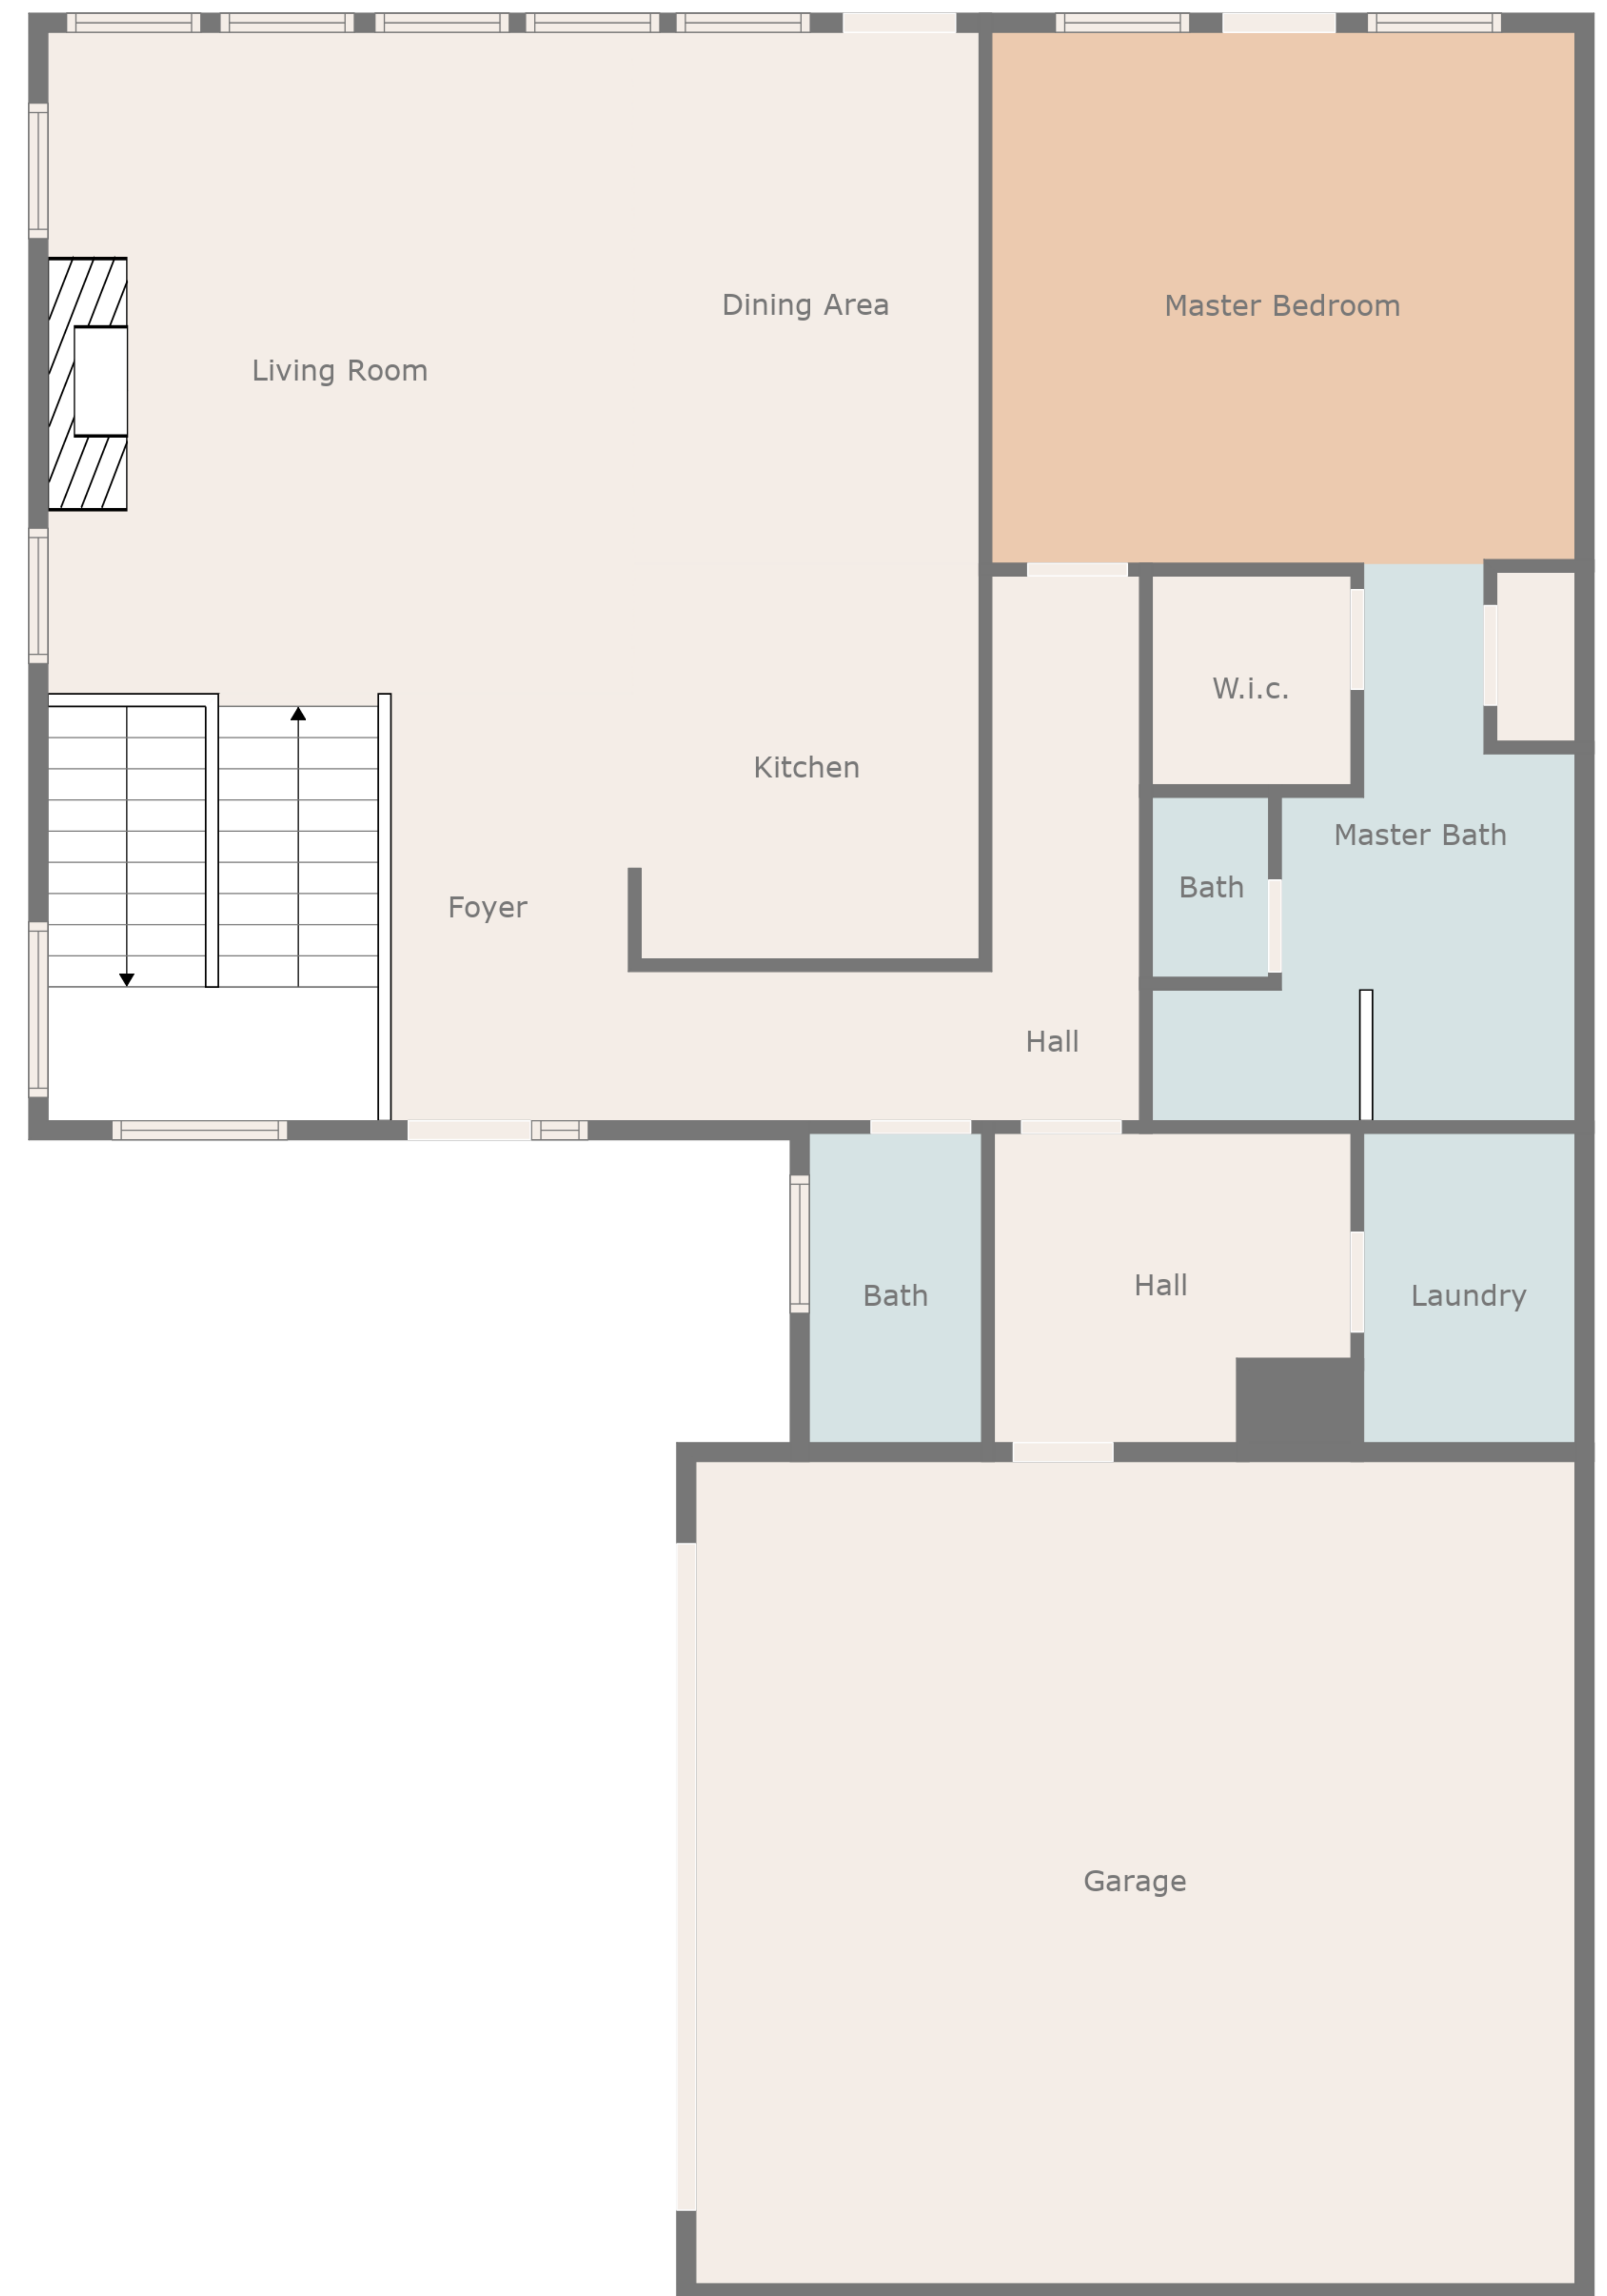 Dining Area
Master Bedroom
Living Room
W.i.c.
Kitchen
Master Bath
Bath
Foyer
Hall
Hall
Bath
Laundry
Garage